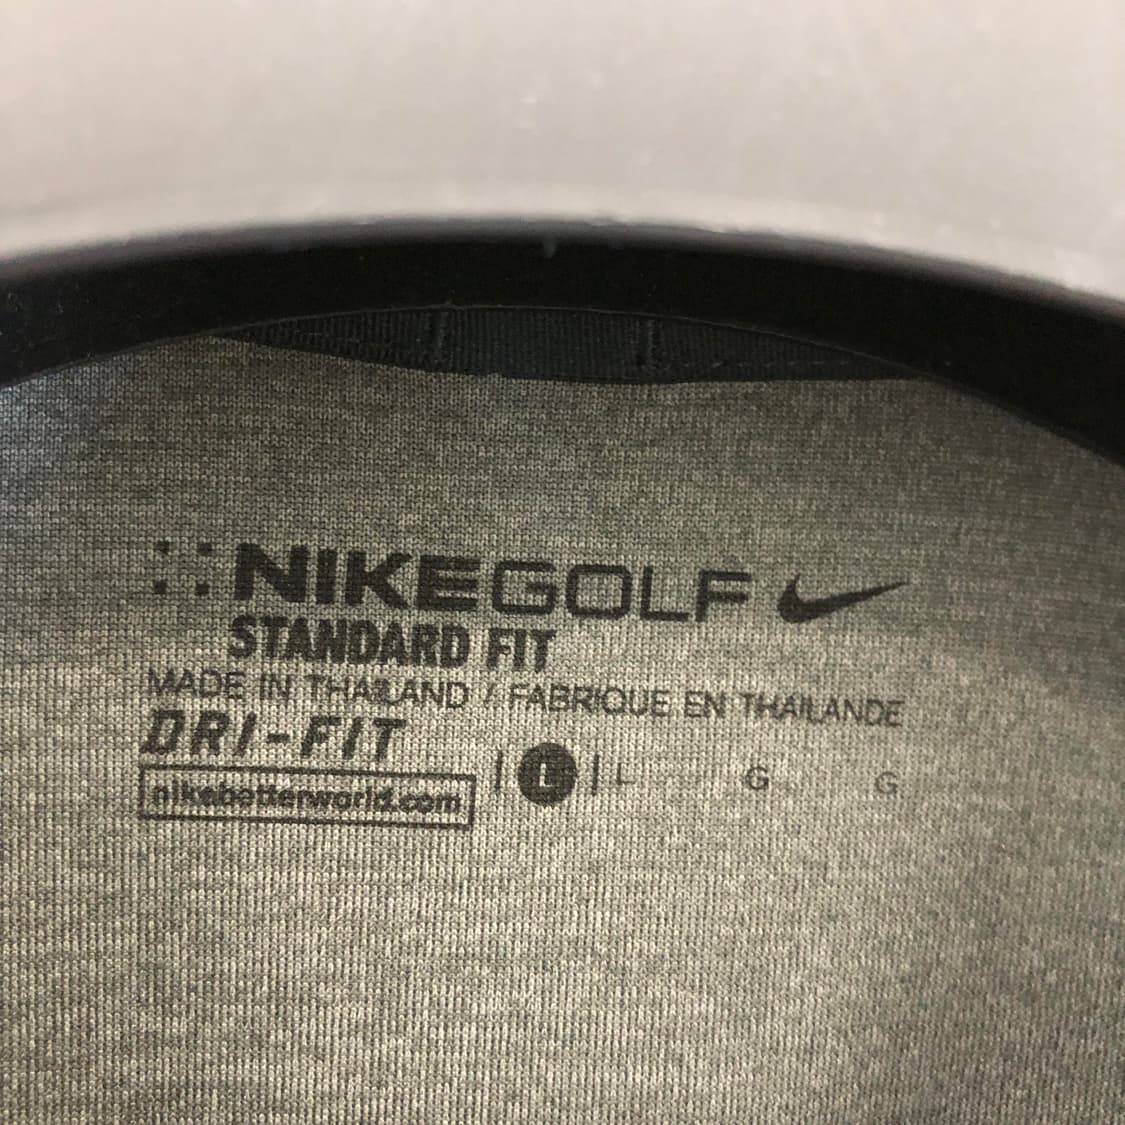 NIKEGOLF
STANDARD FIT
MADE IN THAILAND / FABRIQUE EN THAILANDE
DRI-FIT
nikebetterworld.com
L L G G